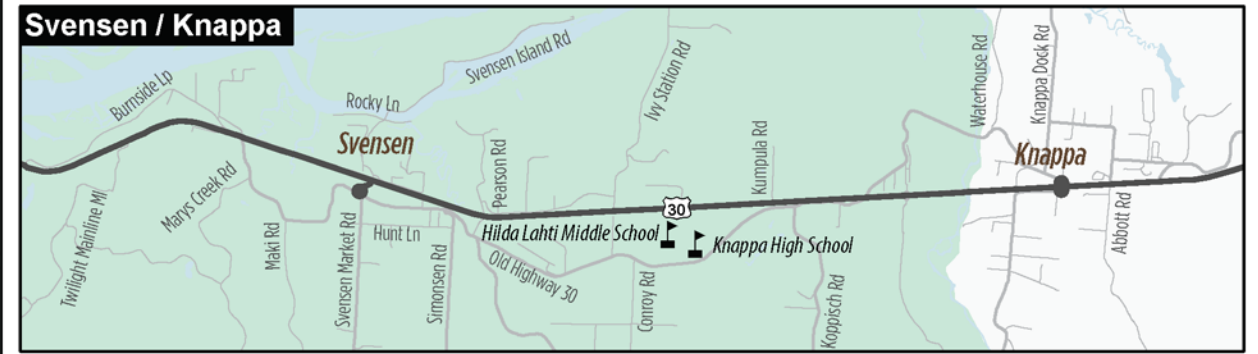 Svensen / Knappa
Burnside Lp
Rocky Ln
Svensen Island Rd
Ivy Station Rd
Waterhouse Rd
Knappa Dock Rd
Svensen
Pearson Rd
Kumpula Rd
Knappa
Twilight Mainline Ml
Marys Creek Rd
Maki Rd
Svensen Market Rd
Hunt Ln
Simonsen Rd
30
Hilda Lahti Middle School
Knappa High School
Old Highway 30
Conroy Rd
Koppisch Rd
Abbott Rd